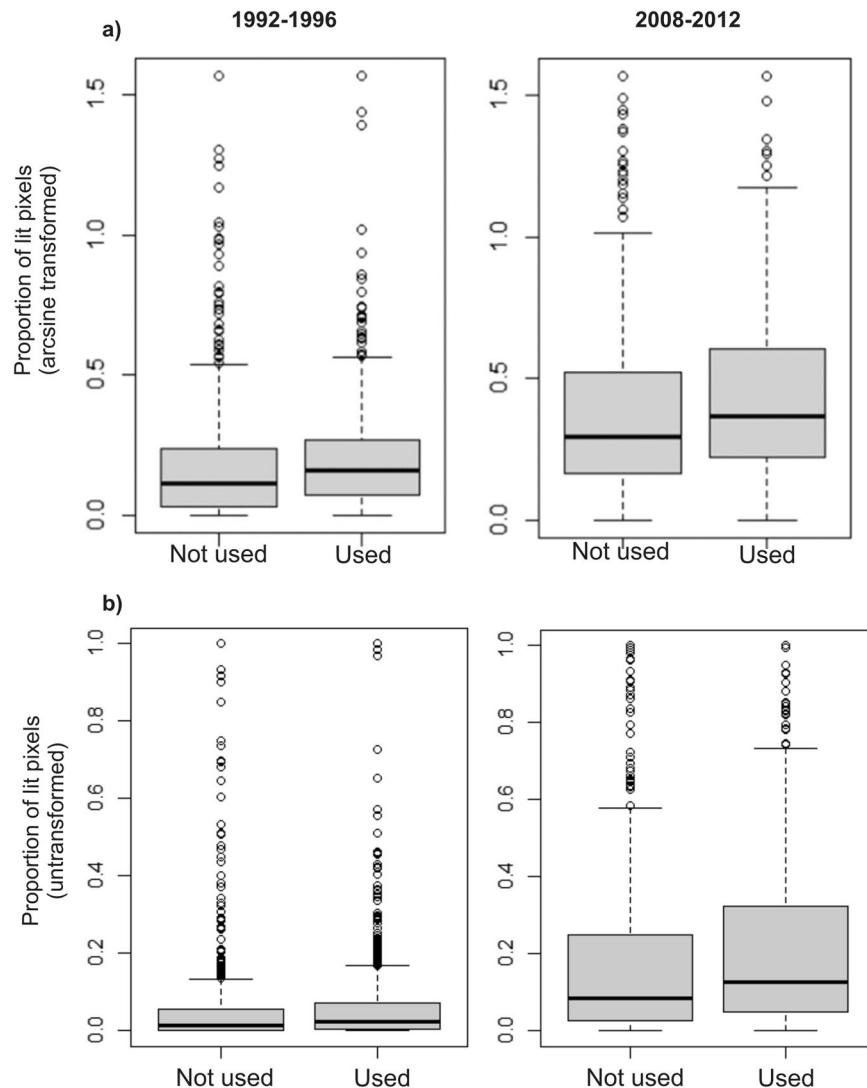 1992-1996
2008-2012
a)
Proportion of lit pixels
(arcsine transformed)
1.5
1.0
0.5
0.0
Not used
Used
1.5
1.0
0.5
0.0
Not used
Used
b)
Proportion of lit pixels
(untransformed)
1.0
0.8
0.6
0.4
0.2
0.0
Not used
Used
1.0
0.8
0.6
0.4
0.2
0.0
Not used
Used